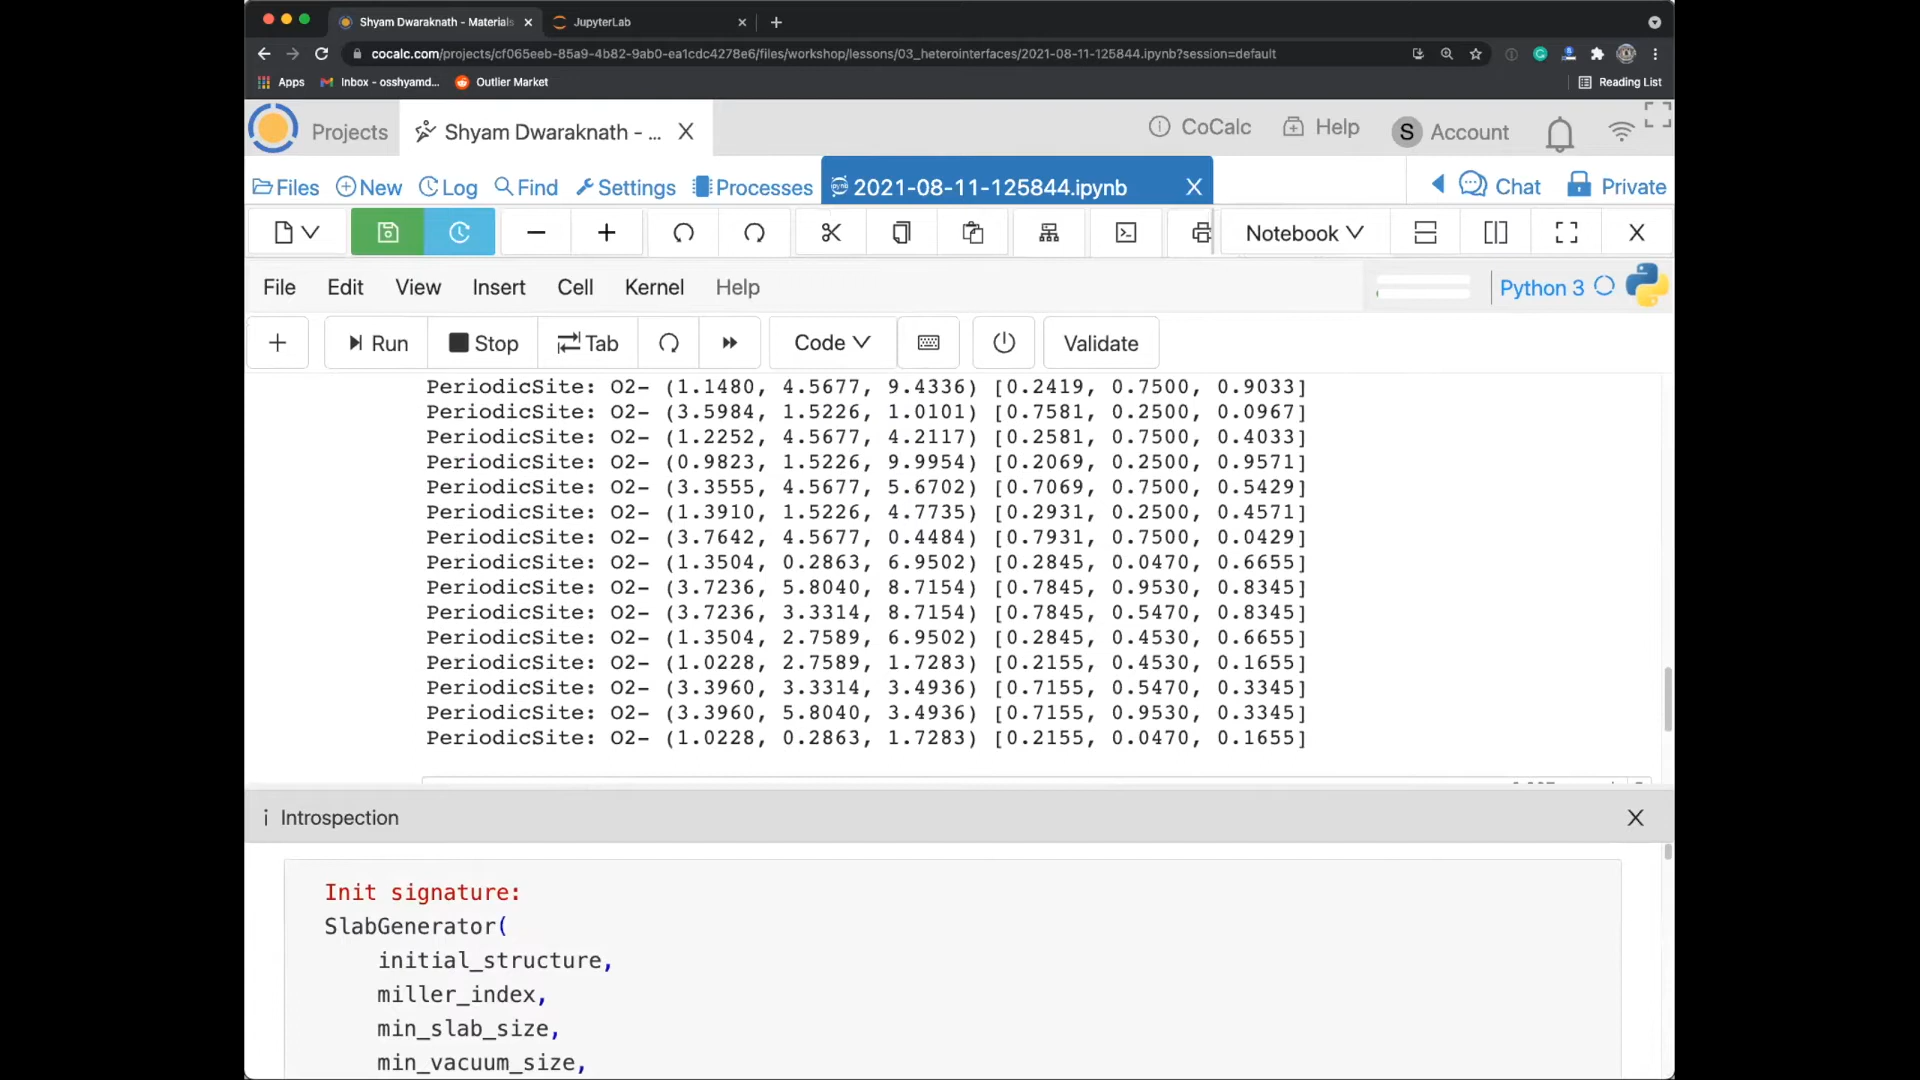 Shyam Dwaraknath - Materials
JupyterLab
cocalc.com/projects/cf065eeb-85a9-4b82-9ab0-ea1cdc4278e6/files/workshop/lessons/03_heterointerfaces/2021-08-11-125844.ipynb?session=default
Apps Inbox - osshyamd... Outlier Market Reading List
Projects Shyam Dwaraknath - ... X CoCalc Help S Account
Files New Log Find Settings Processes 2021-08-11-125844.ipynb X Chat Private
Notebook X
File Edit View Insert Cell Kernel Help Python 3
Run Stop Tab Code Validate
PeriodicSite: O2- (1.1480, 4.5677, 9.4336) [0.2419, 0.7500, 0.9033]
PeriodicSite: O2- (3.5984, 1.5226, 1.0101) [0.7581, 0.2500, 0.0967]
PeriodicSite: O2- (1.2252, 4.5677, 4.2117) [0.2581, 0.7500, 0.4033]
PeriodicSite: O2- (0.9823, 1.5226, 9.9954) [0.2069, 0.2500, 0.9571]
PeriodicSite: O2- (3.3555, 4.5677, 5.6702) [0.7069, 0.7500, 0.5429]
PeriodicSite: O2- (1.3910, 1.5226, 4.7735) [0.2931, 0.2500, 0.4571]
PeriodicSite: O2- (3.7642, 4.5677, 0.4484) [0.7931, 0.7500, 0.0429]
PeriodicSite: O2- (1.3504, 0.2863, 6.9502) [0.2845, 0.0470, 0.6655]
PeriodicSite: O2- (3.7236, 5.8040, 8.7154) [0.7845, 0.9530, 0.8345]
PeriodicSite: O2- (3.7236, 3.3314, 8.7154) [0.7845, 0.5470, 0.8345]
PeriodicSite: O2- (1.3504, 2.7589, 6.9502) [0.2845, 0.4530, 0.6655]
PeriodicSite: O2- (1.0228, 2.7589, 1.7283) [0.2155, 0.4530, 0.1655]
PeriodicSite: O2- (3.3960, 3.3314, 3.4936) [0.7155, 0.5470, 0.3345]
PeriodicSite: O2- (3.3960, 5.8040, 3.4936) [0.7155, 0.9530, 0.3345]
PeriodicSite: O2- (1.0228, 0.2863, 1.7283) [0.2155, 0.0470, 0.1655]
i Introspection X
Init signature:
SlabGenerator(
initial_structure,
miller_index,
min_slab_size,
min_vacuum_size,